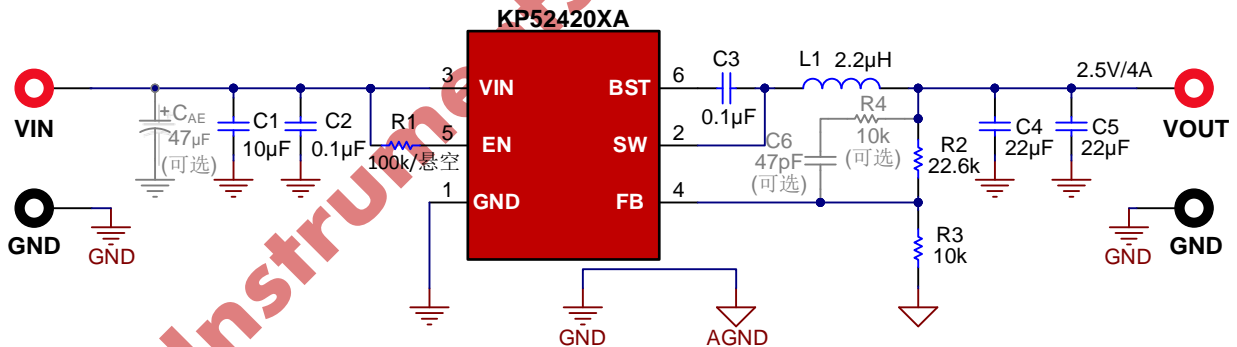 KP52420XA
VIN
GND
+CAE
47µF
(可选)
C1
10µF
C2
0.1µF
R1
100k/悬空
GND
3
5
1
VIN
EN
GND
BST
SW
FB
6
2
4
C3
0.1µF
L1 2.2µH
R4
10k
(可选)
C6
47pF
(可选)
R2
22.6k
R3
10k
C4
22µF
C5
22µF
2.5V/4A
VOUT
GND
GND
GND
AGND
Instruments